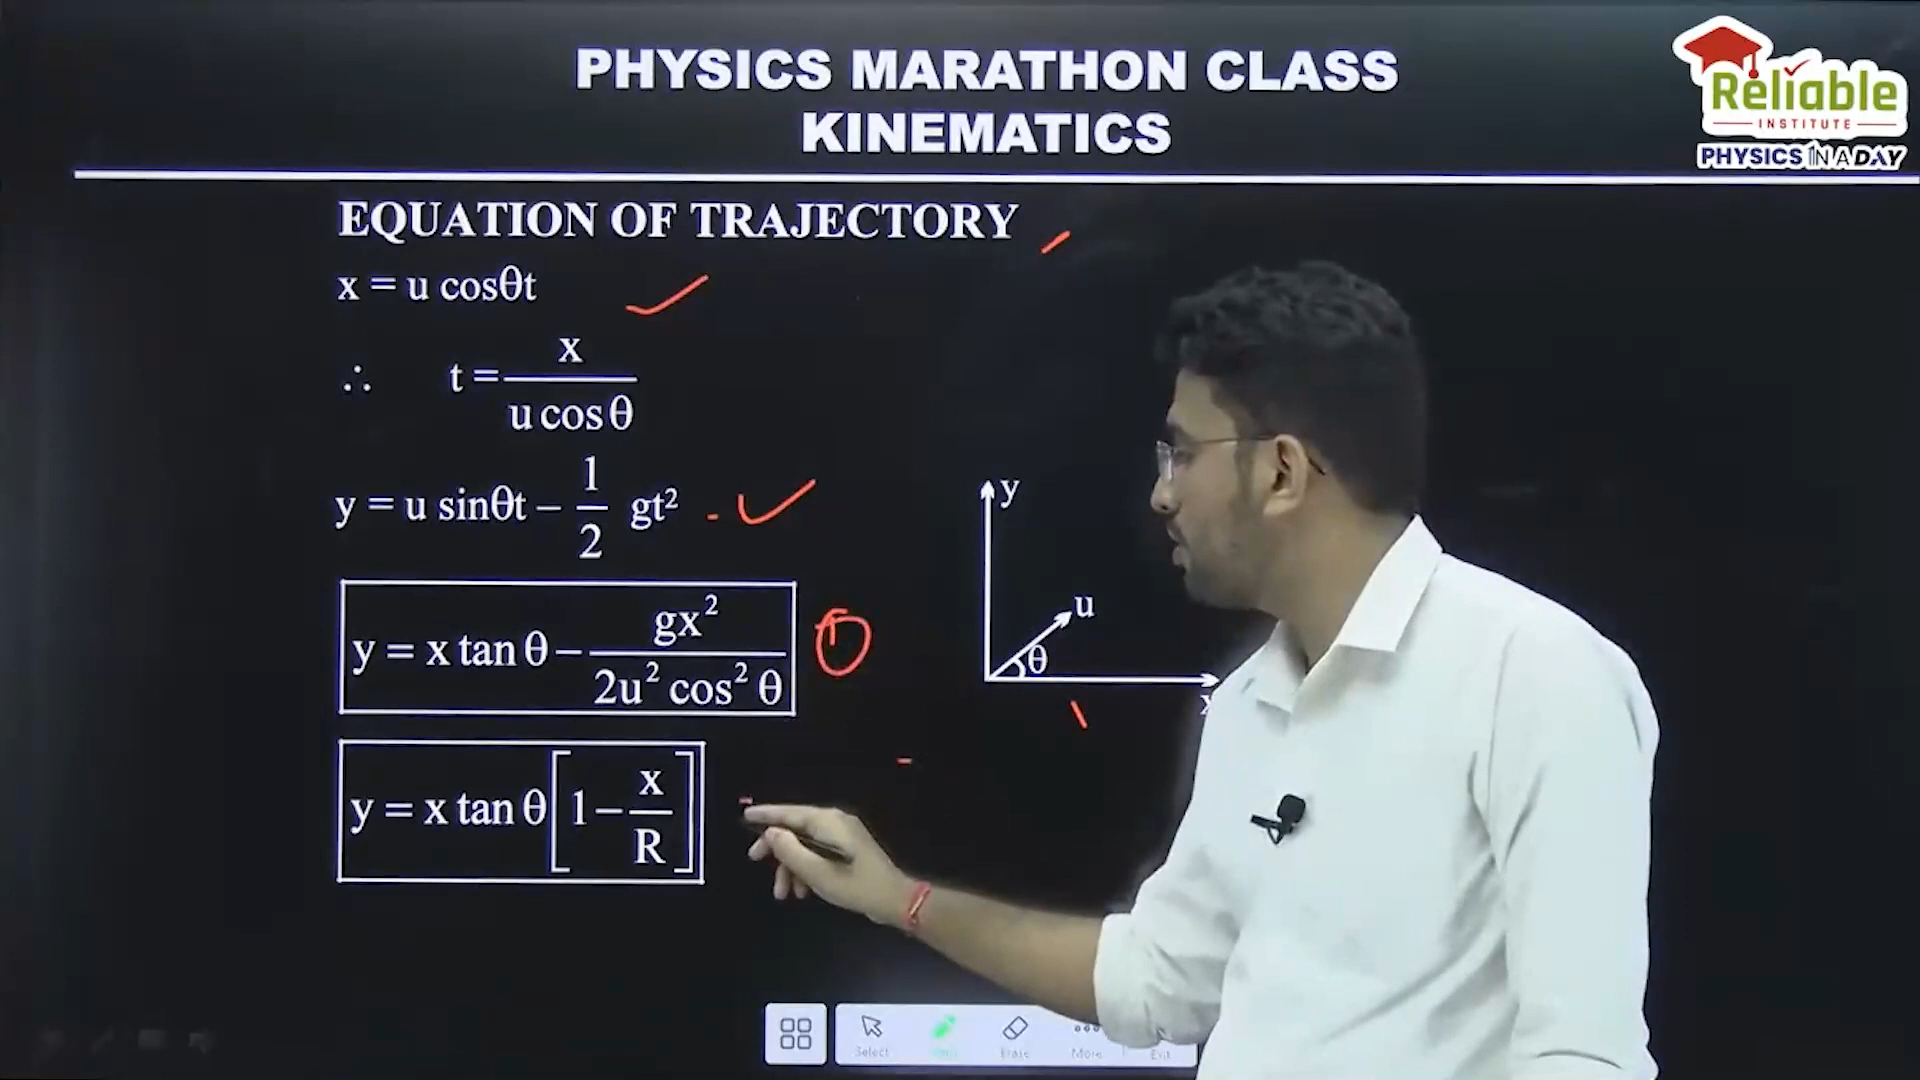 PHYSICS MARATHON CLASS
KINEMATICS
Reliable
INSTITUTE
PHYSICS IN A DAY
EQUATION OF TRAJECTORY
x = u cosθt
∴ t = x / u cos θ
y = u sinθt – 1/2 gt²
y = x tan θ – gx² / 2u² cos² θ
y = x tan θ [1 – x/R]
y
u
θ
x
Select
Erase
More
Exit